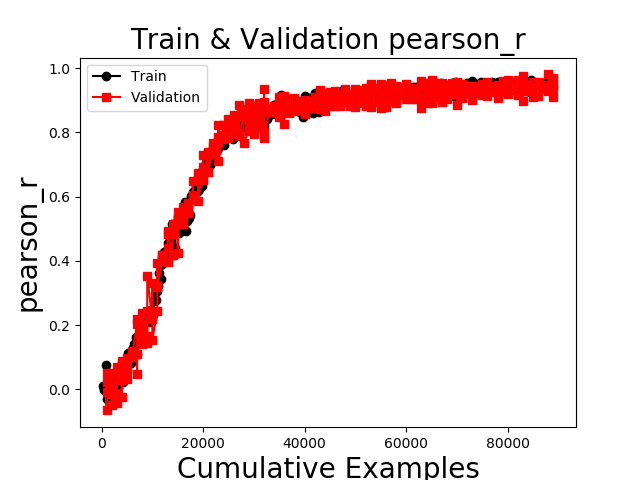 Train & Validation pearson_r
Train
Validation
pearson_r
1.0
0.8
0.6
0.4
0.2
0.0
0
20000
40000
60000
80000
Cumulative Examples